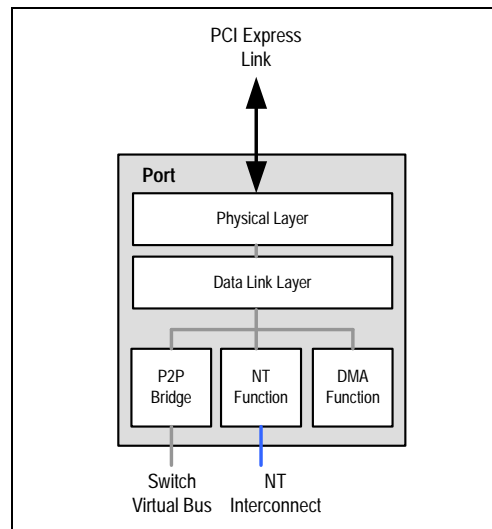 PCI Express
Link
Port
Physical Layer
Data Link Layer
P2P
Bridge
NT
Function
DMA
Function
Switch
Virtual Bus
NT
Interconnect